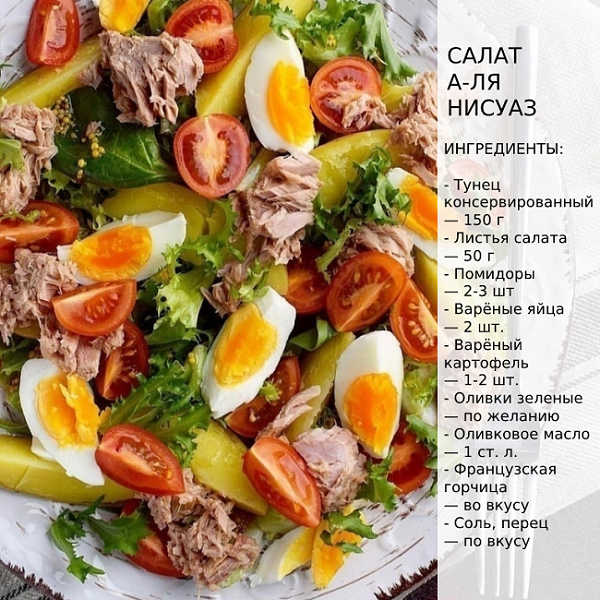 САЛАТ
А-ЛЯ
НИСУАЗ
ИНГРЕДИЕНТЫ:
- Тунец
консервированный
— 150 г
- Листья салата
— 50 г
- Помидоры
— 2-3 шт
- Варёные яйца
— 2 шт.
- Варёный
картофель
— 1-2 шт.
- Оливки зеленые
— по желанию
- Оливковое масло
— 1 ст. л.
- Французская
горчица
— во вкусу
- Соль, перец
— по вкусу